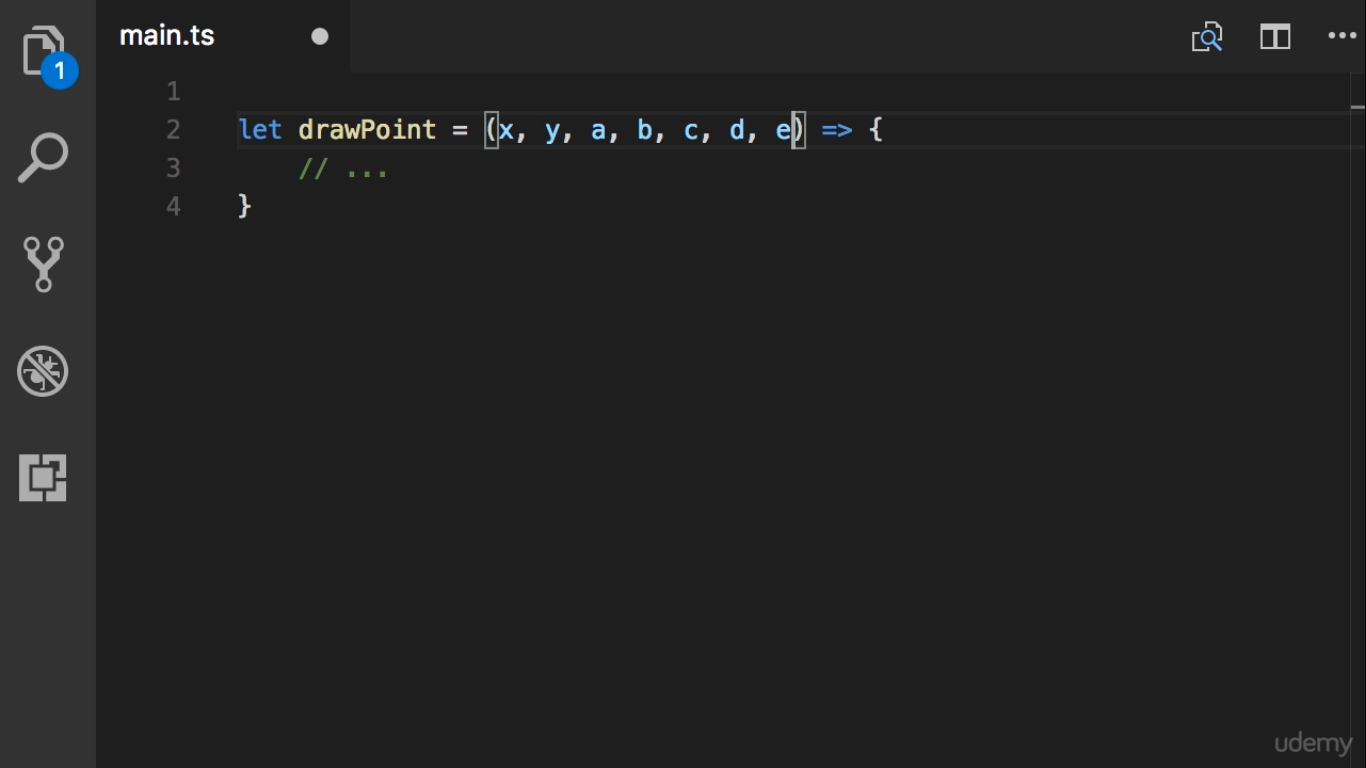 main.ts
1
1
2 let drawPoint = (x, y, a, b, c, d, e) => {
3 // ...
4 }
udemy